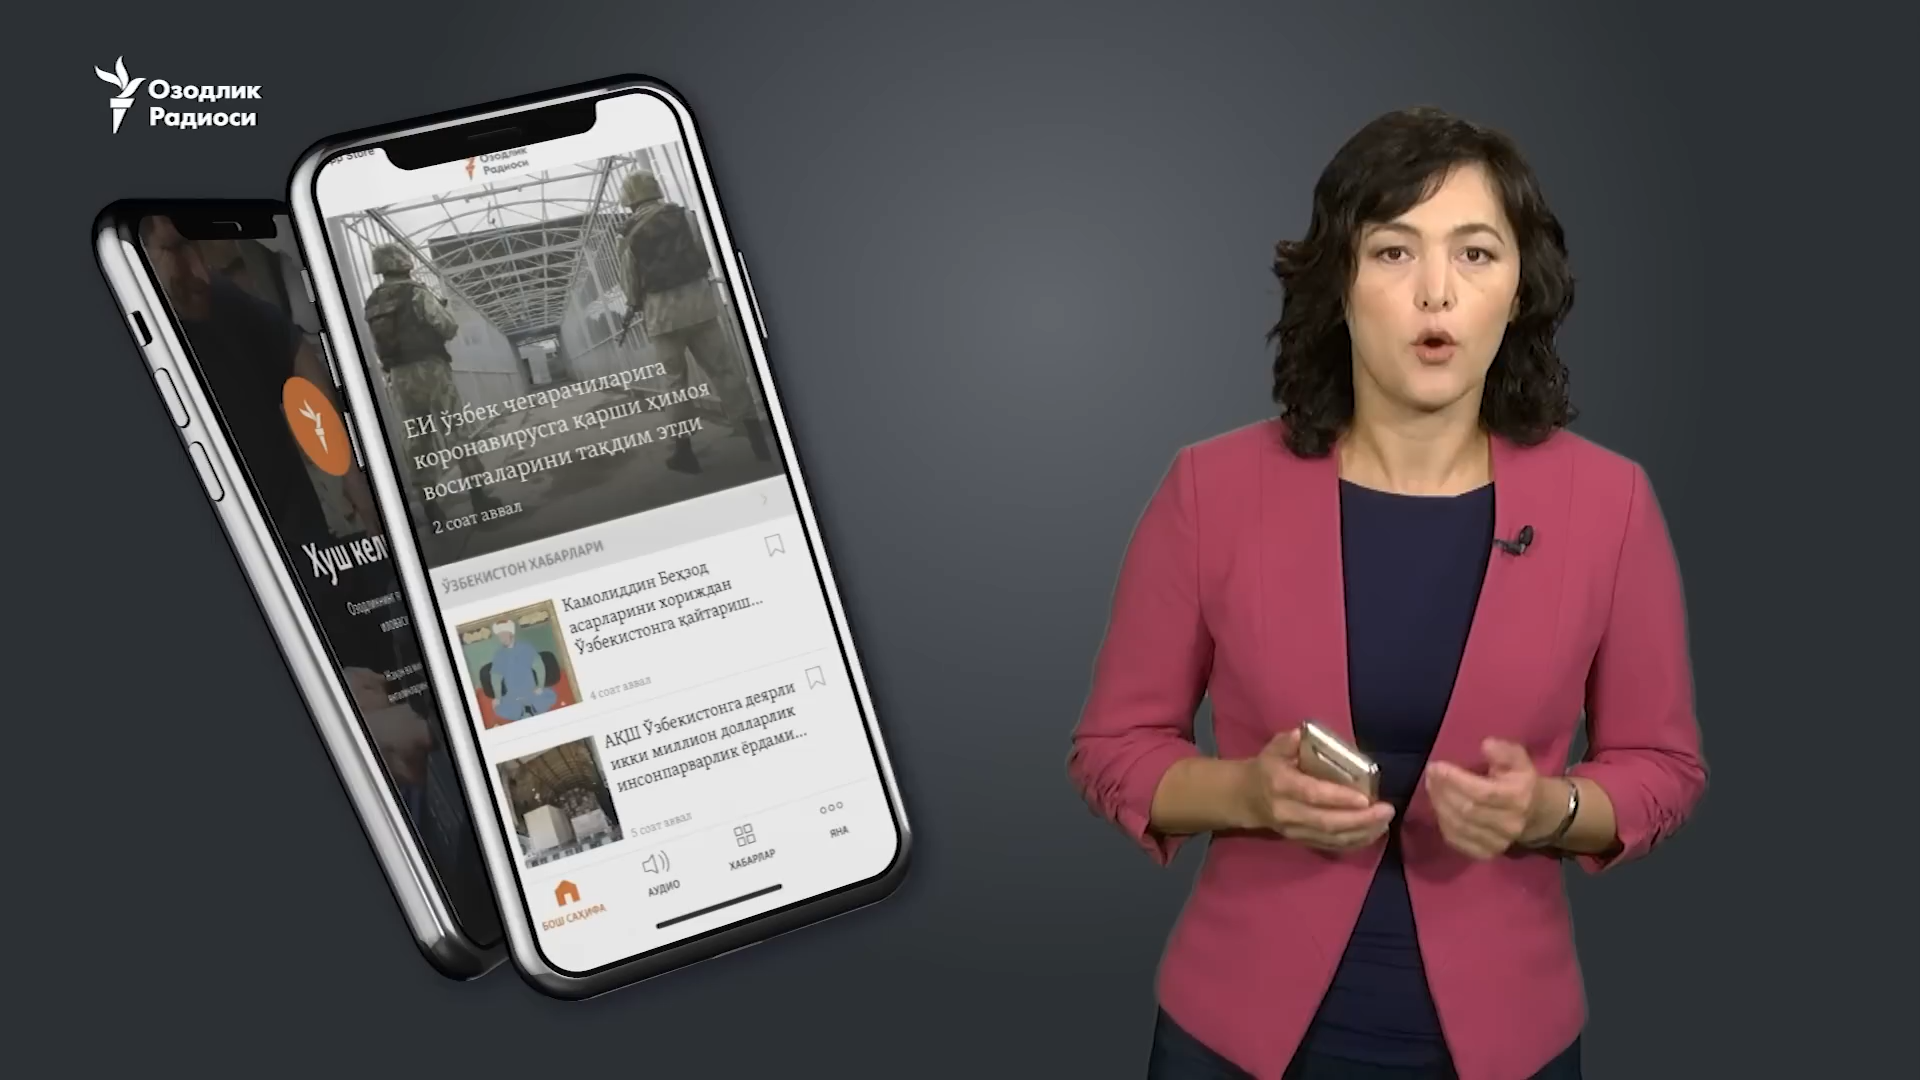 Озодлик
Радиоси
pp Store
Озодлик
Радиоси
ЕИ ўзбек чегарачиларига
коронавирусга қарши ҳимоя
воситаларини тақдим этди
2 соат аввал
ЎЗБЕКИСТОН ХАБАРЛАРИ
Камолиддин Беҳзод
асарларини хориждан
Ўзбекистонга қайтариш...
4 соат аввал
АҚШ Ўзбекистонга деярли
икки миллион долларлик
инсонпарварлик ёрдами...
5 соат аввал
БОШ САҲИФА
АУДИО
ХАБАРЛАР
ЯНА
Хуш кел